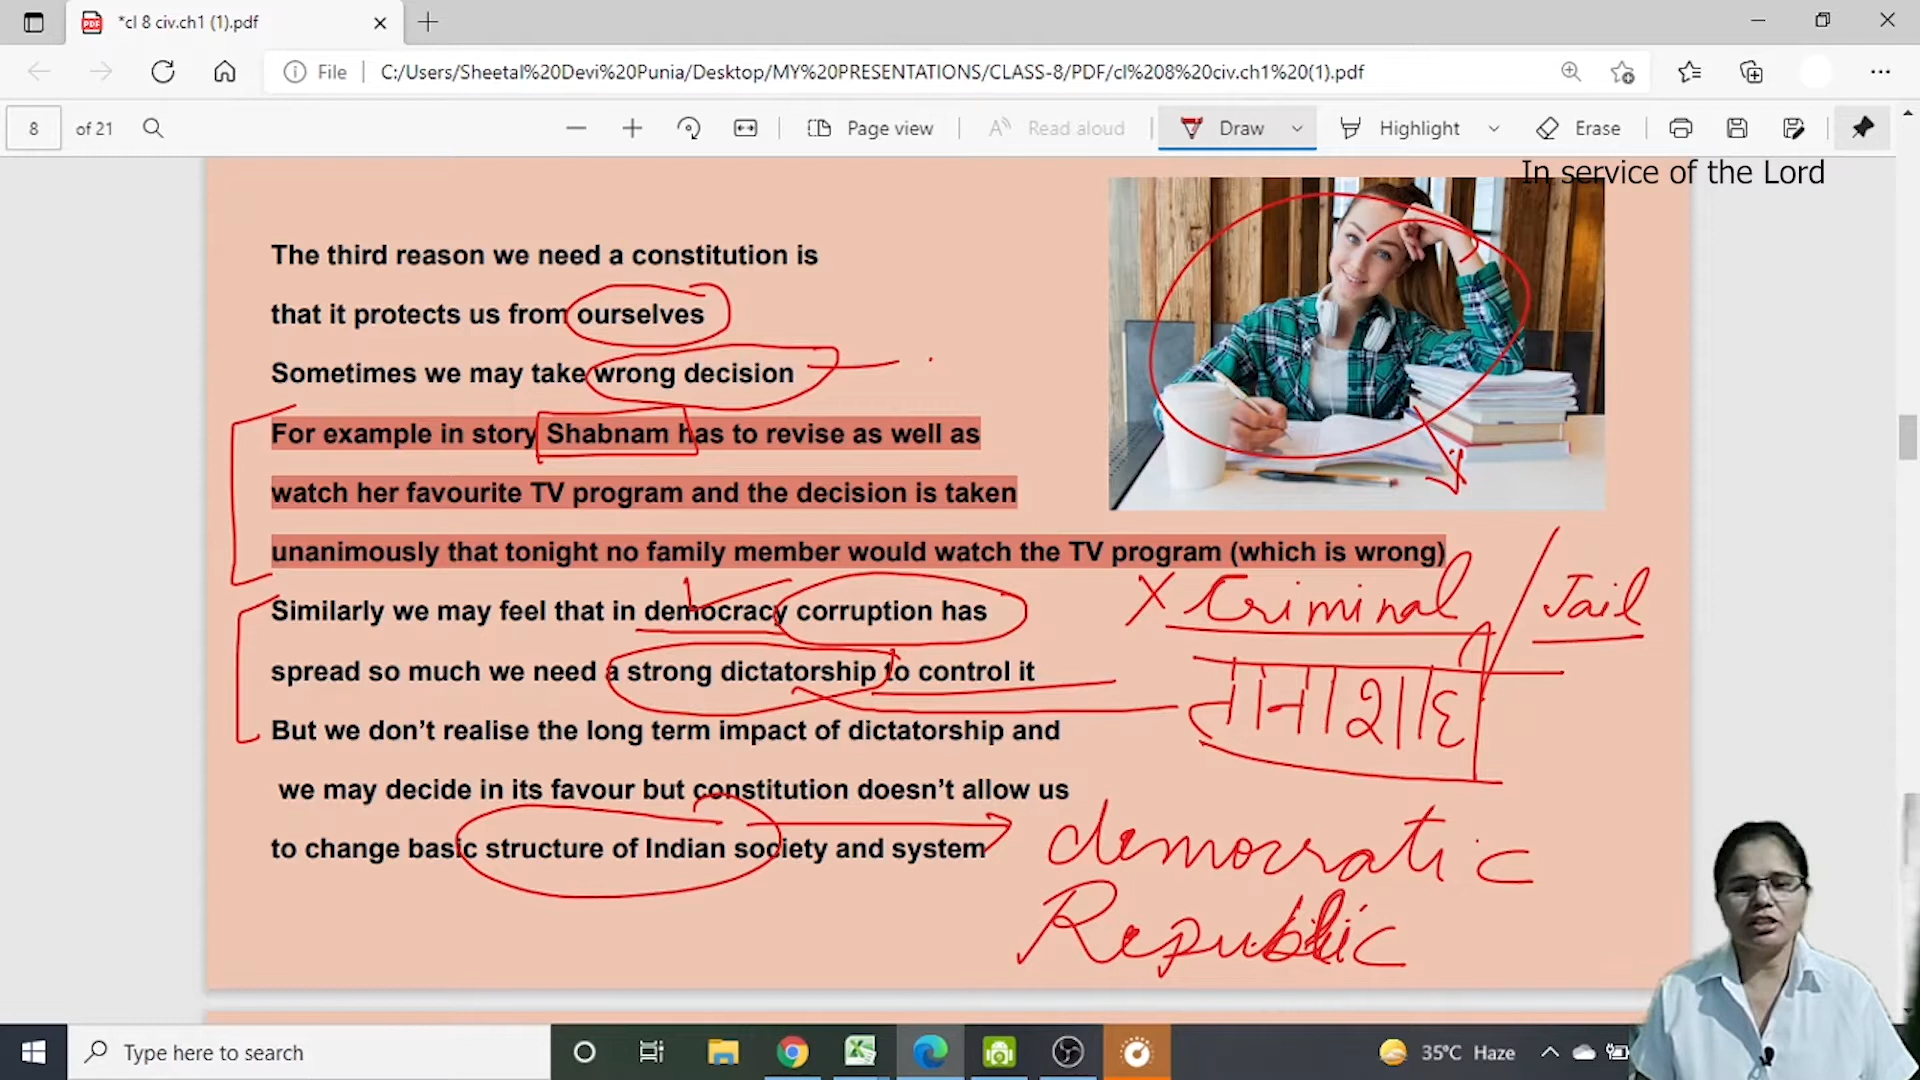 *cl 8 civ.ch1 (1).pdf
File
C:/Users/Sheetal%20Devi%20Punia/Desktop/MY%20PRESENTATIONS/CLASS-8/PDF/cl%208%20civ.ch1%20(1).pdf
8 of 21
Page view
Read aloud
Draw
Highlight
Erase
In service of the Lord
The third reason we need a constitution is
that it protects us from ourselves
Sometimes we may take wrong decision
For example in story Shabnam has to revise as well as
watch her favourite TV program and the decision is taken
unanimously that tonight no family member would watch the TV program (which is wrong)
Similarly we may feel that in democracy corruption has
spread so much we need a strong dictatorship to control it
But we don't realise the long term impact of dictatorship and
we may decide in its favour but constitution doesn't allow us
to change basic structure of Indian society and system
X Criminal / Jail
तानाशाह
democratic
Republic
Type here to search
35°C Haze